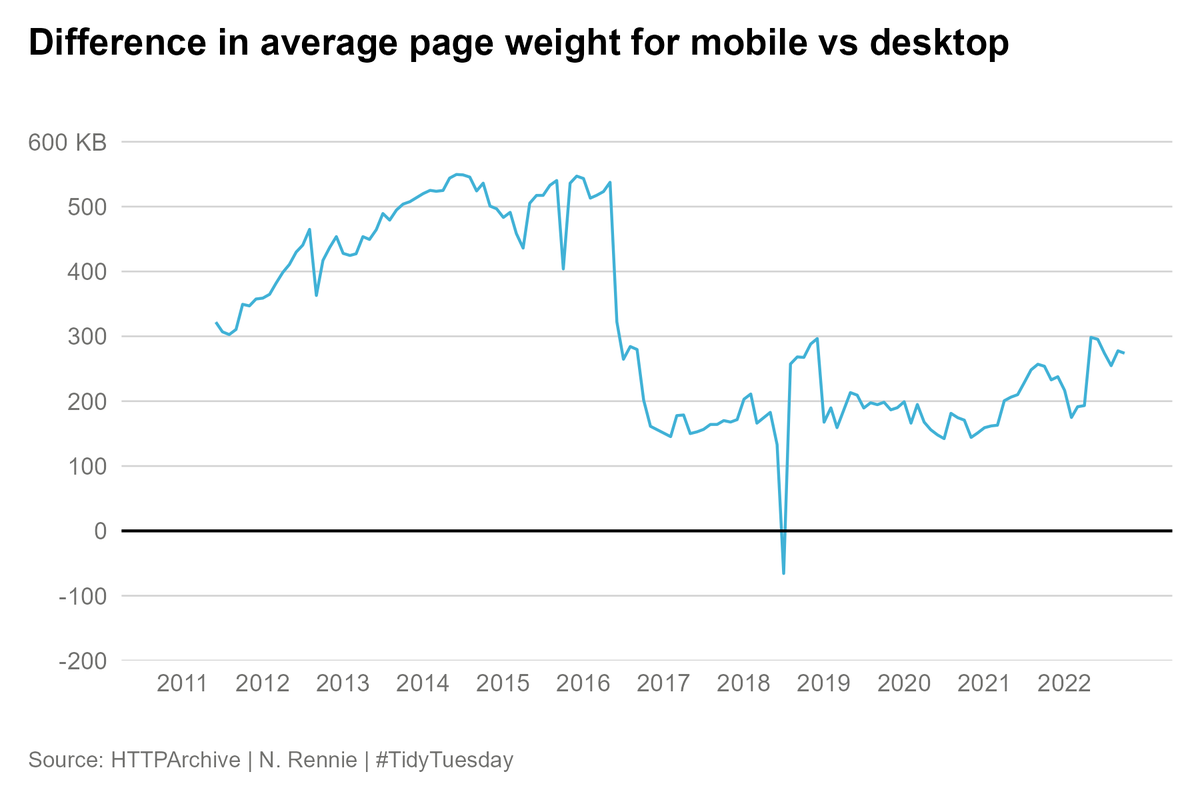 Difference in average page weight for mobile vs desktop
600 KB
500
400
300
200
100
0
-100
-200
2011 2012 2013 2014 2015 2016 2017 2018 2019 2020 2021 2022
Source: HTTPArchive | N. Rennie | #TidyTuesday